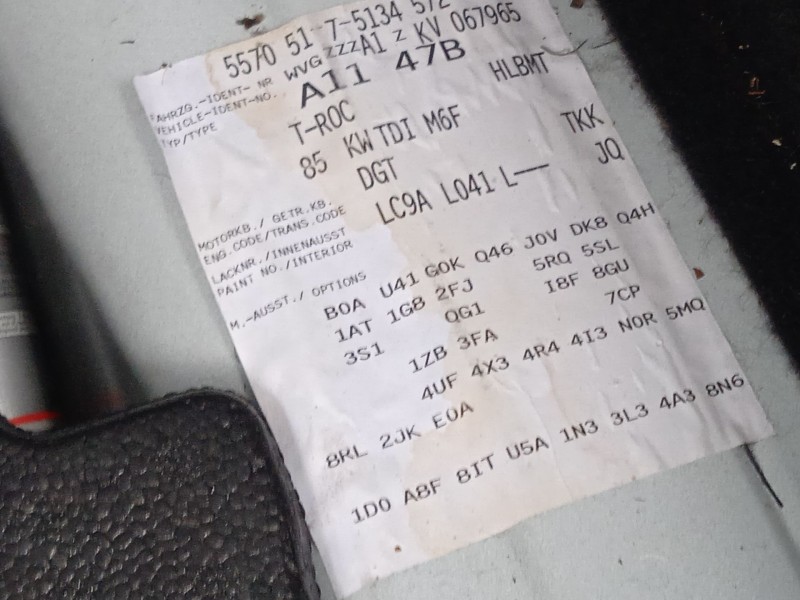 5570 51 7-5134 572
FAHRZG.-IDENT- NR. WVG ZZZA1 Z KV 067965
VEHICLE-IDENT-NO.
TYP/TYPE A11 47B HLBMT
T-ROC
85 KW TDI M6F TKK
MOTORKB./ GETR.KB. DGT JQ
ENG.CODE/TRANS.CODE
LACKNR./INNENAUSST LC9A L041 L——
PAINT NO./INTERIOR
M.-AUSST./ OPTIONS
B0A U41 G0K Q46 J0V DK8 Q4H
1AT 1G8 2FJ 5RQ 5SL
3S1 QG1 I8F 8GU
1ZB 3FA 7CP
4UF 4X3 4R4 4I3 N0R 5MQ
8RL 2JK E0A
1D0 A8F 8IT U5A 1N3 3L3 4A3 8N6